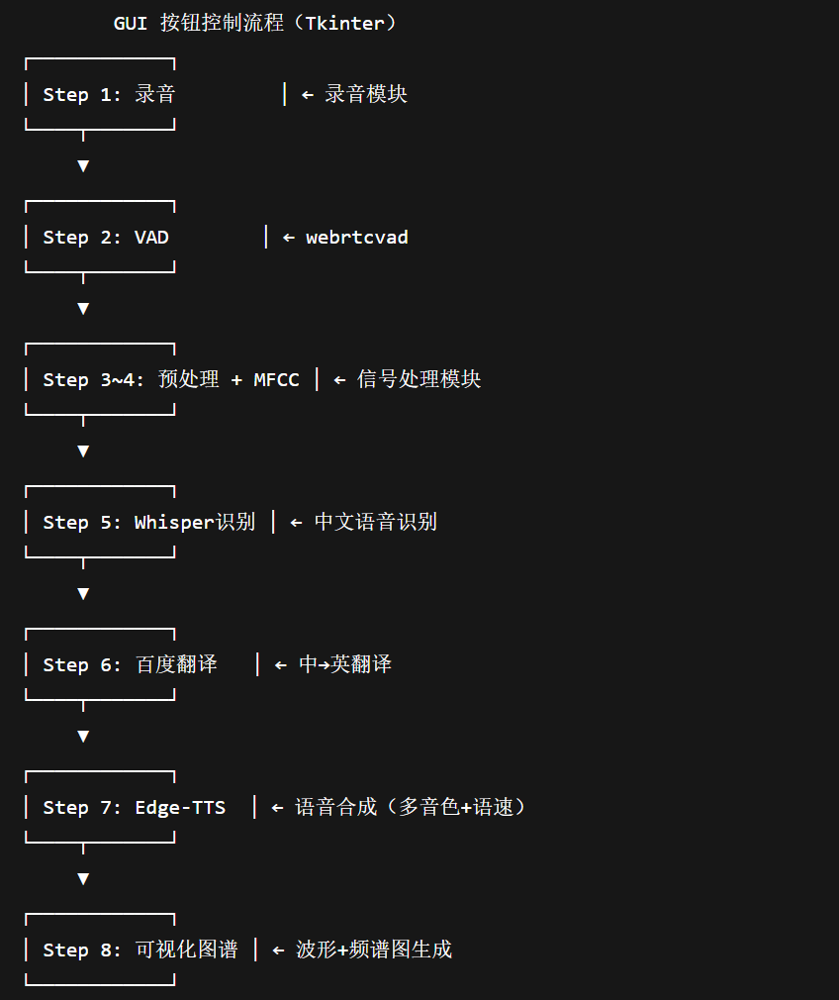 GUI 按钮控制流程（Tkinter）
Step 1: 录音 ← 录音模块
▼
Step 2: VAD ← webrtcvad
▼
Step 3~4: 预处理 + MFCC ← 信号处理模块
▼
Step 5: Whisper识别 ← 中文语音识别
▼
Step 6: 百度翻译 ← 中→英翻译
▼
Step 7: Edge-TTS ← 语音合成（多音色+语速）
▼
Step 8: 可视化图谱 ← 波形+频谱图生成